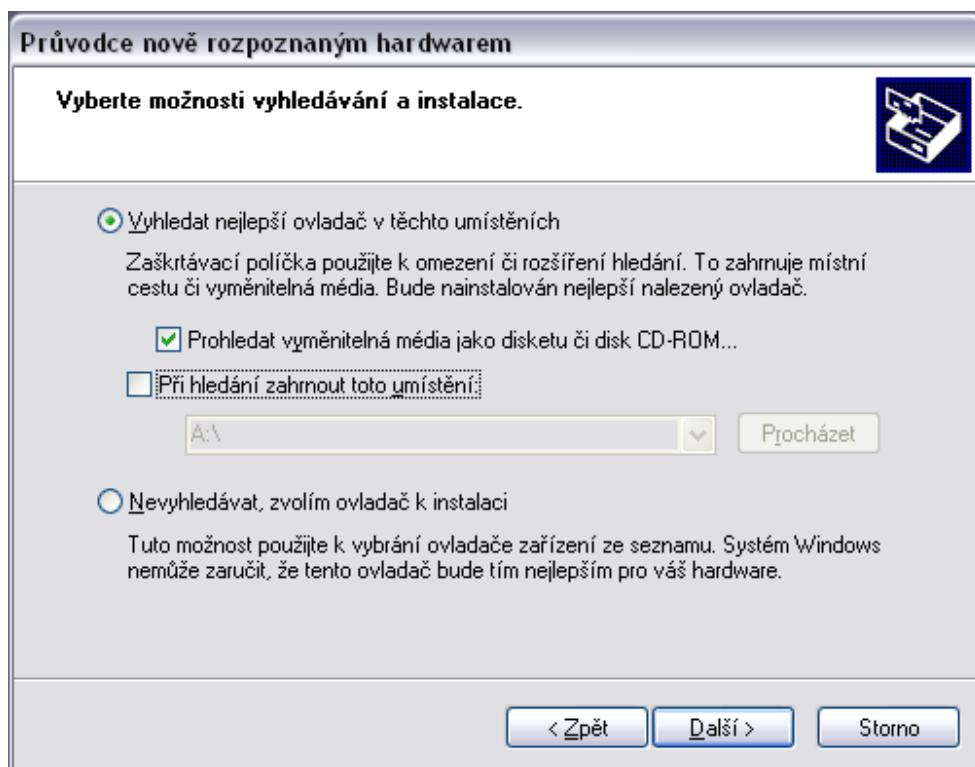 Průvodce nově rozpoznaným hardwarem
Vyberte možnosti vyhledávání a instalace.
Vyhledat nejlepší ovladač v těchto umístěních
Zaškrtávací políčka použijte k omezení či rozšíření hledání. To zahrnuje místní
cestu či vyměnitelná média. Bude nainstalován nejlepší nalezený ovladač.
Prohledat vyměnitelná média jako disketu či disk CD-ROM...
Při hledání zahrnout toto umístění:
A:\
Procházet
Nevyhledávat, zvolím ovladač k instalaci
Tuto možnost použijte k vybrání ovladače zařízení ze seznamu. Systém Windows
nemůže zaručit, že tento ovladač bude tím nejlepším pro váš hardware.
< Zpět
Další >
Storno